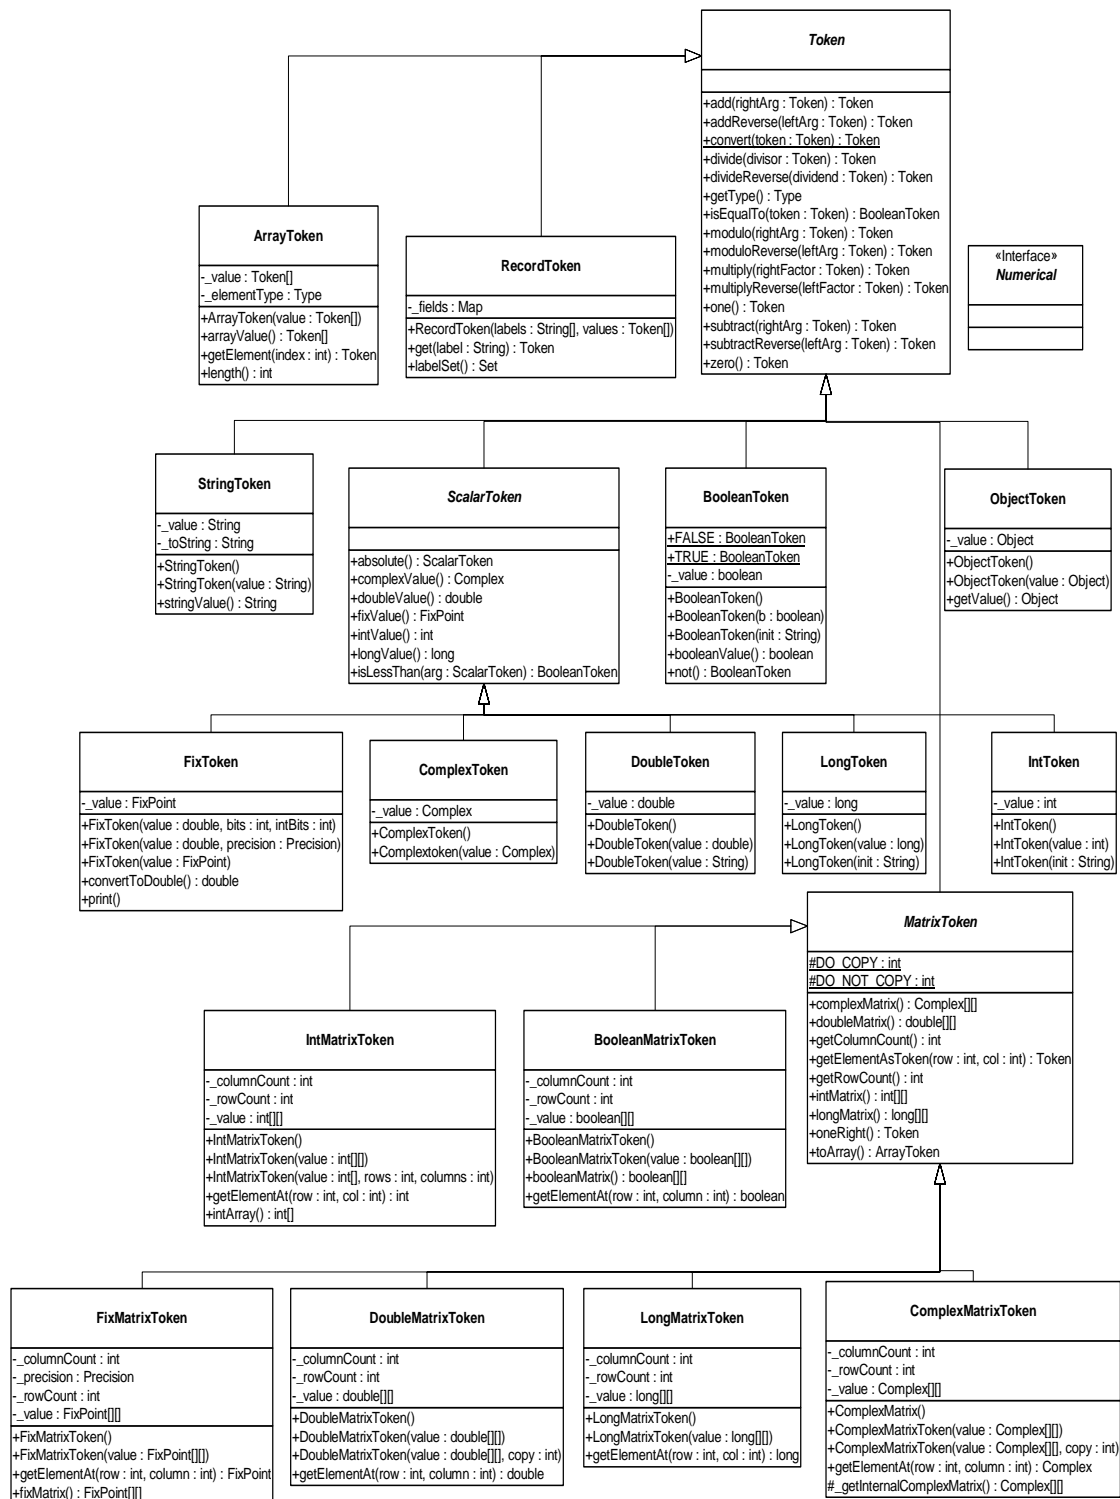 Token
+add(rightArg : Token) : Token
+addReverse(leftArg : Token) : Token
+convert(token : Token) : Token
+divide(divisor : Token) : Token
+divideReverse(dividend : Token) : Token
+getType() : Type
+isEqualTo(token : Token) : BooleanToken
+modulo(rightArg : Token) : Token
+moduloReverse(leftArg : Token) : Token
+multiply(rightFactor : Token) : Token
+multiplyReverse(leftFactor : Token) : Token
+one() : Token
+subtract(rightArg : Token) : Token
+subtractReverse(leftArg : Token) : Token
+zero() : Token
ArrayToken
-_value : Token[]
-_elementType : Type
+ArrayToken(value : Token[])
+arrayValue() : Token[]
+getElement(index : int) : Token
+length() : int
RecordToken
-_fields : Map
+RecordToken(labels : String[], values : Token[])
+get(label : String) : Token
+labelSet() : Set
«Interface»
Numerical
StringToken
-_value : String
-_toString : String
+StringToken()
+StringToken(value : String)
+stringValue() : String
ScalarToken
+absolute() : ScalarToken
+complexValue() : Complex
+doubleValue() : double
+fixValue() : FixPoint
+intValue() : int
+longValue() : long
+isLessThan(arg : ScalarToken) : BooleanToken
BooleanToken
+FALSE : BooleanToken
+TRUE : BooleanToken
-_value : boolean
+BooleanToken()
+BooleanToken(b : boolean)
+BooleanToken(init : String)
+booleanValue() : boolean
+not() : BooleanToken
ObjectToken
-_value : Object
+ObjectToken()
+ObjectToken(value : Object)
+getValue() : Object
FixToken
-_value : FixPoint
+FixToken(value : double, bits : int, intBits : int)
+FixToken(value : double, precision : Precision)
+FixToken(value : FixPoint)
+convertToDouble() : double
+print()
ComplexToken
-_value : Complex
+ComplexToken()
+Complextoken(value : Complex)
DoubleToken
-_value : double
+DoubleToken()
+DoubleToken(value : double)
+DoubleToken(value : String)
LongToken
-_value : long
+LongToken()
+LongToken(value : long)
+LongToken(init : String)
IntToken
-_value : int
+IntToken()
+IntToken(value : int)
+IntToken(init : String)
MatrixToken
#DO_COPY : int
#DO_NOT_COPY : int
+complexMatrix() : Complex[][]
+doubleMatrix() : double[][]
+getColumnCount() : int
+getElementAsToken(row : int, col : int) : Token
+getRowCount() : int
+intMatrix() : int[][]
+longMatrix() : long[][]
+oneRight() : Token
+toArray() : ArrayToken
IntMatrixToken
-_columnCount : int
-_rowCount : int
-_value : int[][]
+IntMatrixToken()
+IntMatrixToken(value : int[][])
+IntMatrixToken(value : int[], rows : int, columns : int)
+getElementAt(row : int, col : int) : int
+intArray() : int[]
BooleanMatrixToken
-_columnCount : int
-_rowCount : int
-_value : boolean[][]
+BooleanMatrixToken()
+BooleanMatrixToken(value : boolean[][])
+booleanMatrix() : boolean[][]
+getElementAt(row : int, column : int) : boolean
FixMatrixToken
-_columnCount : int
-_precision : Precision
-_rowCount : int
-_value : FixPoint[][]
+FixMatrixToken()
+FixMatrixToken(value : FixPoint[][])
+getElementAt(row : int, column : int) : FixPoint
+fixMatrix() : FixPoint[][]
DoubleMatrixToken
-_columnCount : int
-_rowCount : int
-_value : double[][]
+DoubleMatrixToken()
+DoubleMatrixToken(value : double[][])
+DoubleMatrixToken(value : double[][], copy : int)
+getElementAt(row : int, column : int) : double
LongMatrixToken
-_columnCount : int
-_rowCount : int
-_value : long[][]
+LongMatrixToken()
+LongMatrixToken(value : long[][])
+getElementAt(row : int, col : int) : long
ComplexMatrixToken
-_columnCount : int
-_rowCount : int
-_value : Complex[][]
+ComplexMatrix()
+ComplexMatrixToken(value : Complex[][])
+ComplexMatrixToken(value : Complex[][], copy : int)
+getElementAt(row : int, column : int) : Complex
#_getInternalComplexMatrix() : Complex[][]